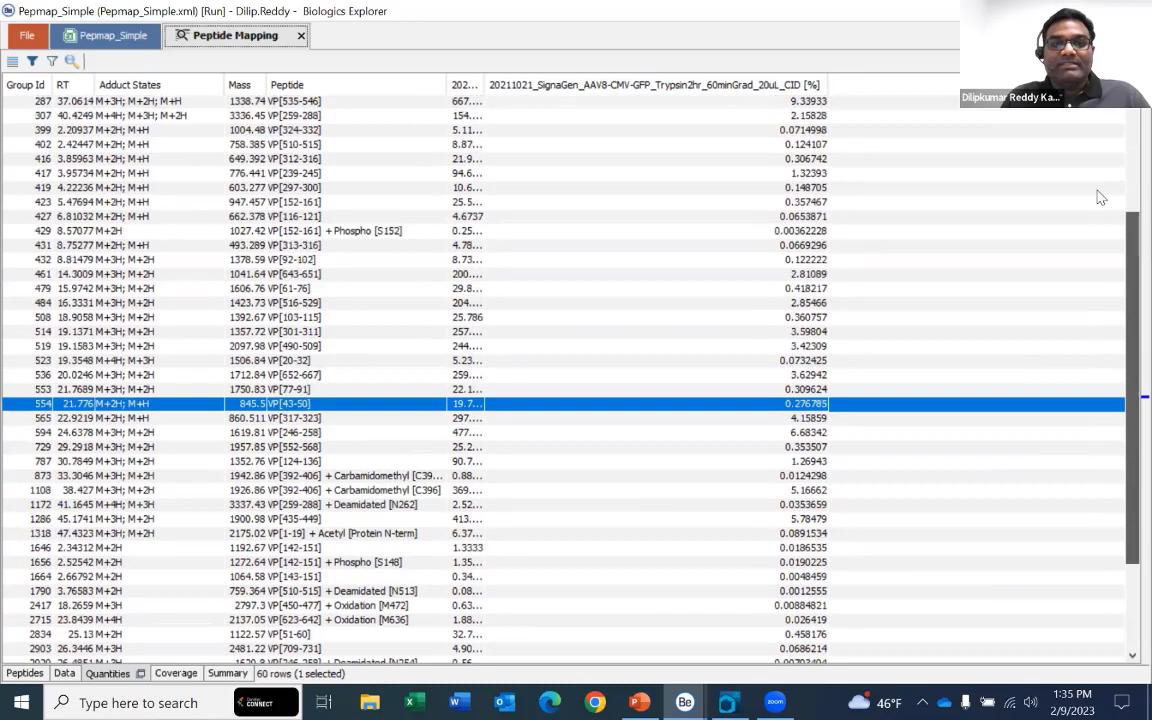 Pepmap_Simple (Pepmap_Simple.xml) [Run] - Dilip.Reddy - Biologics Explorer
File Pepmap_Simple Peptide Mapping
Dilipkumar Reddy Ka...
Group Id RT Adduct States Mass Peptide 202... 20211021_SignaGen_AAV8-CMV-GFP_Trypsin2hr_60minGrad_20uL_CID [%]
287 37.0614 M+3H; M+2H; M+H 1338.74 VP[535-546] 667.... 9.33933
307 40.4249 M+4H; M+3H; M+2H 3336.45 VP[259-288] 154.... 2.15828
399 2.20937 M+2H; M+H 1004.48 VP[324-332] 5.11... 0.0714998
402 2.42447 M+2H; M+H 758.385 VP[510-515] 8.87... 0.124107
416 3.85963 M+2H; M+H 649.392 VP[312-316] 21.9... 0.306742
417 3.95734 M+2H; M+H 776.441 VP[239-245] 94.6... 1.32393
419 4.22236 M+2H; M+H 603.277 VP[297-300] 10.6... 0.148705
423 5.47694 M+2H; M+H 947.457 VP[152-161] 25.5... 0.357467
427 6.81032 M+2H; M+H 662.378 VP[116-121] 4.6737 0.0653871
429 8.57077 M+2H 1027.42 VP[152-161] + Phospho [S152] 0.25... 0.00362228
431 8.75277 M+2H; M+H 493.289 VP[313-316] 4.78... 0.0669296
432 8.81479 M+3H; M+2H 1378.59 VP[92-102] 8.73... 0.122222
461 14.3009 M+3H; M+2H 1041.64 VP[643-651] 200.... 2.81089
479 15.9742 M+3H; M+2H 1606.76 VP[61-76] 29.8... 0.418217
484 16.3331 M+3H; M+2H 1423.73 VP[516-529] 204.... 2.85466
508 18.9058 M+3H; M+2H 1392.67 VP[103-115] 25.786 0.360757
514 19.1371 M+3H; M+2H 1357.72 VP[301-311] 257.... 3.59804
519 19.1583 M+3H; M+2H 2097.98 VP[490-509] 244.... 3.42309
523 19.3548 M+4H; M+3H 1506.84 VP[20-32] 5.23... 0.0732425
536 20.0246 M+3H; M+2H 1712.84 VP[652-667] 259.... 3.62942
553 21.7689 M+3H; M+2H 1750.83 VP[77-91] 22.1... 0.309624
554 21.776 M+2H; M+H 845.5 VP[43-50] 19.7... 0.276785
565 22.9219 M+2H; M+H 860.511 VP[317-323] 297.... 4.15859
594 24.6378 M+3H; M+2H 1619.81 VP[246-258] 477.... 6.68342
729 29.2918 M+3H; M+2H 1957.85 VP[552-568] 25.2... 0.353507
787 30.7849 M+3H; M+2H 1352.76 VP[124-136] 90.7... 1.26943
873 33.3046 M+3H; M+2H 1942.86 VP[392-406] + Carbamidomethyl [C39... 0.88... 0.0124298
1108 38.427 M+3H; M+2H 1926.86 VP[392-406] + Carbamidomethyl [C396] 369.... 5.16662
1172 41.1645 M+4H; M+3H 3337.43 VP[259-288] + Deamidated [N262] 2.52... 0.0353659
1286 45.1741 M+3H; M+2H 1900.98 VP[435-449] 413.... 5.78479
1318 47.4323 M+3H; M+2H 2175.02 VP[1-19] + Acetyl [Protein N-term] 6.37... 0.0891534
1646 2.34312 M+2H 1192.67 VP[142-151] 1.3333 0.0186535
1656 2.52542 M+3H 1272.64 VP[142-151] + Phospho [S148] 1.35... 0.0190225
1664 2.66792 M+2H 1064.58 VP[143-151] 0.34... 0.0048459
1790 3.76583 M+2H 759.364 VP[510-515] + Deamidated [N513] 0.08... 0.0012555
2417 18.2659 M+3H 2797.3 VP[450-477] + Oxidation [M472] 0.63... 0.00884821
2715 23.8439 M+4H 2137.05 VP[623-642] + Oxidation [M636] 1.88... 0.026419
2834 25.13 M+2H 1122.57 VP[51-60] 32.7... 0.458176
2903 26.3446 M+3H 2481.22 VP[709-731] 4.90... 0.0686214
Peptides Data Quantities Coverage Summary 60 rows (1 selected)
Type here to search CONNECT 46°F 1:35 PM
2/9/2023